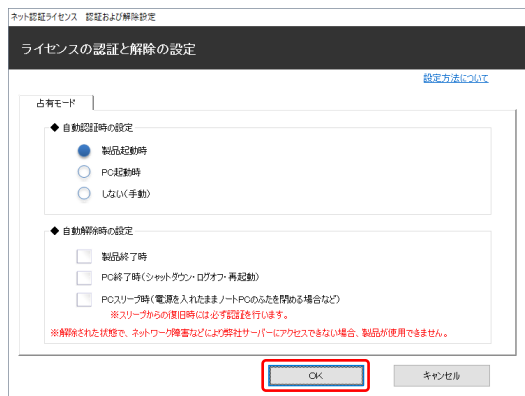 ネット認証ライセンス 認証および解除設定
ライセンスの認証と解除の設定
設定方法について
占有モード
◆ 自動認証時の設定
製品起動時
PC起動時
しない(手動)
◆ 自動解除時の設定
製品終了時
PC終了時(シャットダウン・ログオフ・再起動)
PCスリープ時(電源を入れたままノートPCのふたを閉める場合など)
※スリープからの復旧時には必ず認証を行います。
※解除された状態で、ネットワーク障害などにより弊社サーバーにアクセスできない場合、製品が使用できません。
OK
キャンセル